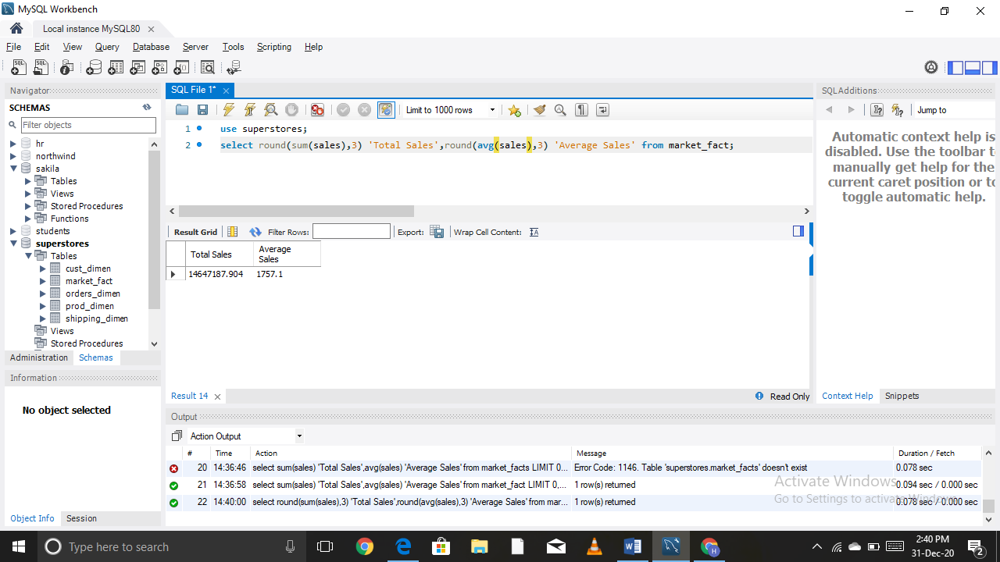 MySQL Workbench
Local instance MySQL80
File Edit View Query Database Server Tools Scripting Help
Navigator
SCHEMAS
Filter objects
hr
northwind
sakila
Tables
Views
Stored Procedures
Functions
students
superstores
Tables
cust_dimen
market_fact
orders_dimen
prod_dimen
shipping_dimen
Views
Stored Procedures
Administration Schemas
Information
No object selected
Object Info Session
SQL File 1*
Limit to 1000 rows
1 use superstores;
2 select round(sum(sales),3) 'Total Sales',round(avg(sales),3) 'Average Sales' from market_fact;
Result Grid Filter Rows: Export: Wrap Cell Content:
Total Sales Average Sales
14647187.904 1757.1
Result 14 Read Only
SQLAdditions
Jump to
Automatic context help is
disabled. Use the toolbar t
manually get help for the
current caret position or to
toggle automatic help.
Context Help Snippets
Output
Action Output
# Time Action Message Duration / Fetch
20 14:36:46 select sum(sales) 'Total Sales',avg(sales) 'Average Sales' from market_facts LIMIT 0... Error Code: 1146. Table 'superstores.market_facts' doesn't exist 0.078 sec
21 14:36:58 select sum(sales) 'Total Sales',avg(sales) 'Average Sales' from market_fact LIMIT 0,... 1 row(s) returned 0.094 sec / 0.000 sec
22 14:40:00 select round(sum(sales),3) 'Total Sales',round(avg(sales),3) 'Average Sales' from mar... 1 row(s) returned 0.078 sec / 0.000 sec
Activate Windows
Go to Settings to activate Windows.
Type here to search
2:40 PM
31-Dec-20
2